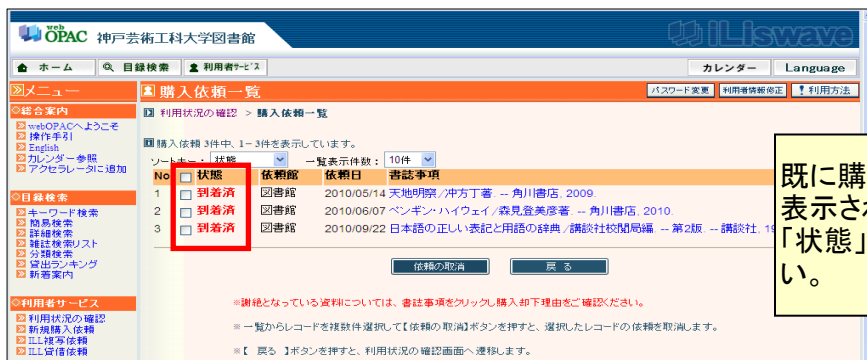 web
OPAC 神戸芸術工科大学図書館
iLiswave
ホーム 目録検索 利用者サービス カレンダー Language
メニュー
購入依頼一覧
パスワード変更 利用者情報修正 利用方法
◇総合案内
webOPACへようこそ
操作手引
English
カレンダー参照
アクセラレータに追加
◇目録検索
キーワード検索
簡易検索
詳細検索
雑誌検索リスト
分類検索
貸出ランキング
新着案内
◇利用者サービス
利用状況の確認
新規購入依頼
ILL複写依頼
ILL貸借依頼
利用状況の確認 > 購入依頼一覧
購入依頼 3件中、1-3件を表示しています。
ソートキー: 状態 一覧表示件数: 10件
No 状態 依頼館 依頼日 書誌事項
1 到着済 図書館 2010/05/14 天地明察/冲方丁著. -- 角川書店, 2009.
2 到着済 図書館 2010/06/07 ペンギン・ハイウェイ/森見登美彦著. -- 角川書店, 2010.
3 到着済 図書館 2010/09/22 日本語の正しい表記と用語の辞典/講談社校閲局編. -- 第2版. -- 講談社, 19
依頼の取消 戻る
※謝絶となっている資料については、書誌事項をクリックし購入却下理由をご確認ください。
※一覧からレコードを複数件選択して【依頼の取消】ボタンを押すと、選択したレコードの依頼を取消します。
※【 戻る 】ボタンを押すと、利用状況の確認画面へ遷移します。
既に購
表示さ
「状態」
い。